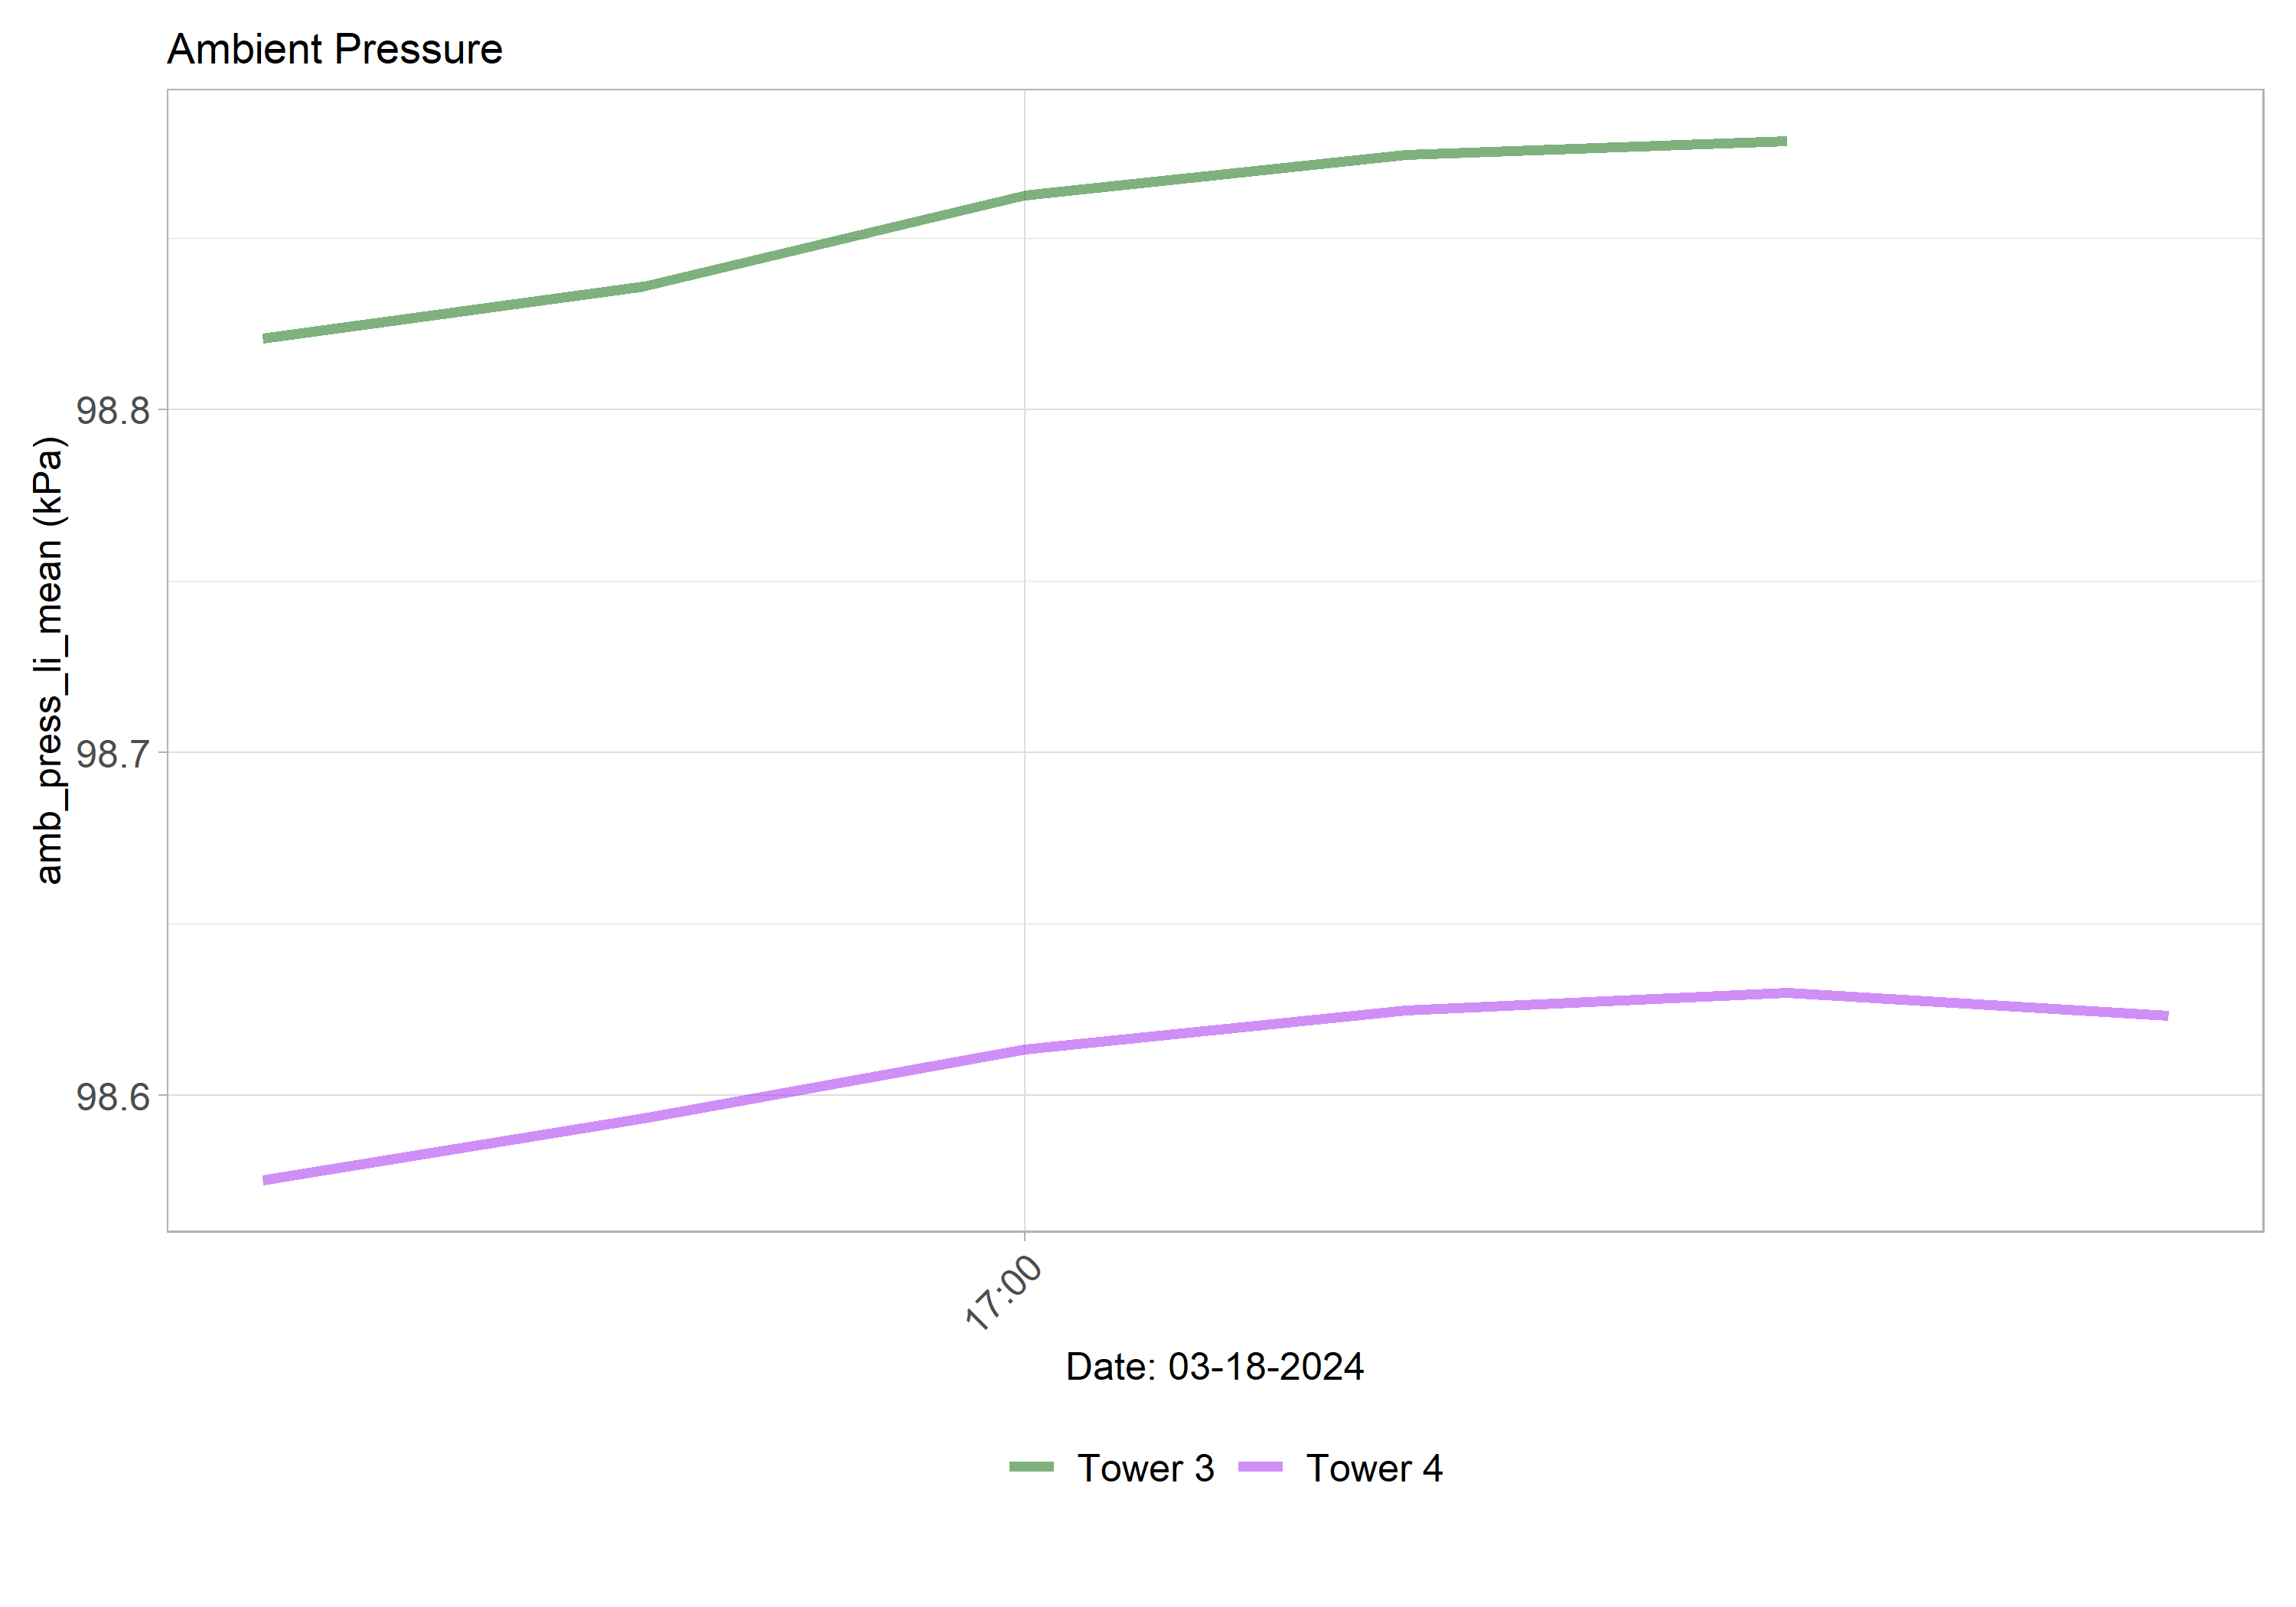 Ambient Pressure
amb_press_li_mean (kPa)
98.8
98.7
98.6
17:00
Date: 03-18-2024
Tower 3 Tower 4